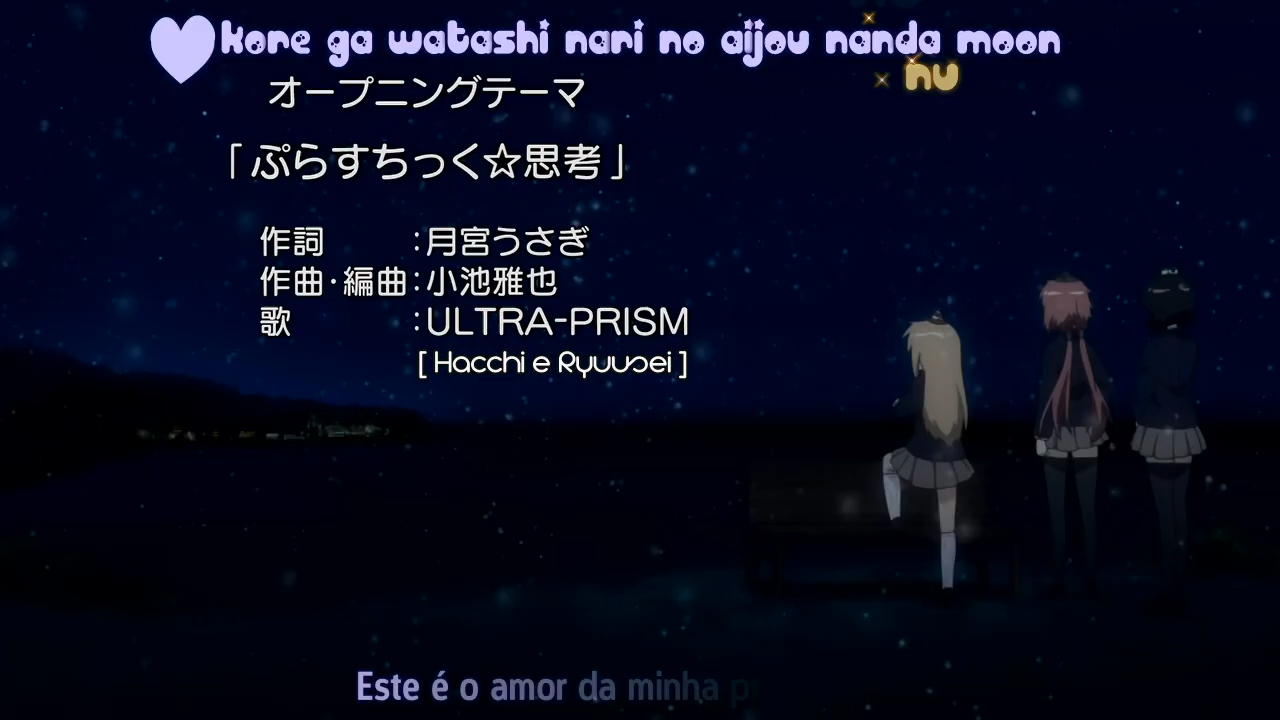 kore ga watashi nari no aijou nanda moon
nu
オープニングテーマ
「ぷらすちっく☆思考」
作詞 :月宮うさぎ
作曲・編曲:小池雅也
歌 :ULTRA-PRISM
[ Hacchi e Ryuusei ]
Este é o amor da minha p